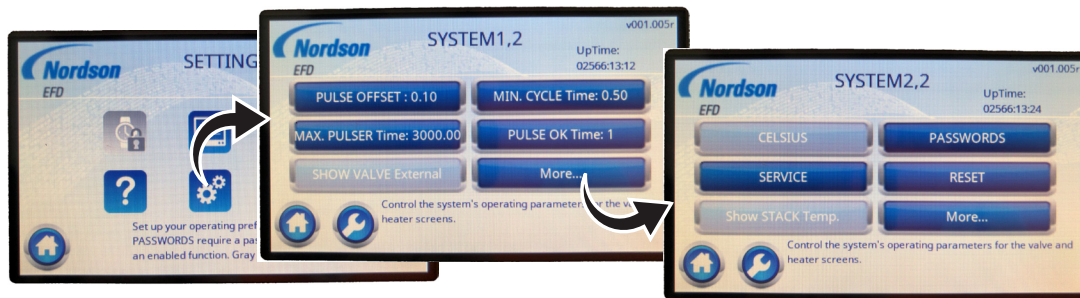 Nordson
EFD
SETTING
?
Set up your operating pref
PASSWORDS require a pas
an enabled function. Gray
v001.005r
Nordson
EFD
SYSTEM1,2
UpTime:
02566:13:12
PULSE OFFSET : 0.10
MIN. CYCLE Time: 0.50
MAX. PULSER Time: 3000.00
PULSE OK Time: 1
SHOW VALVE External
More...
Control the system's operating parameters for the
heater screens.
v001.005r
Nordson
EFD
SYSTEM2,2
UpTime:
02566:13:24
CELSIUS
PASSWORDS
SERVICE
RESET
Show STACK Temp.
More...
Control the system's operating parameters for the valve and
heater screens.